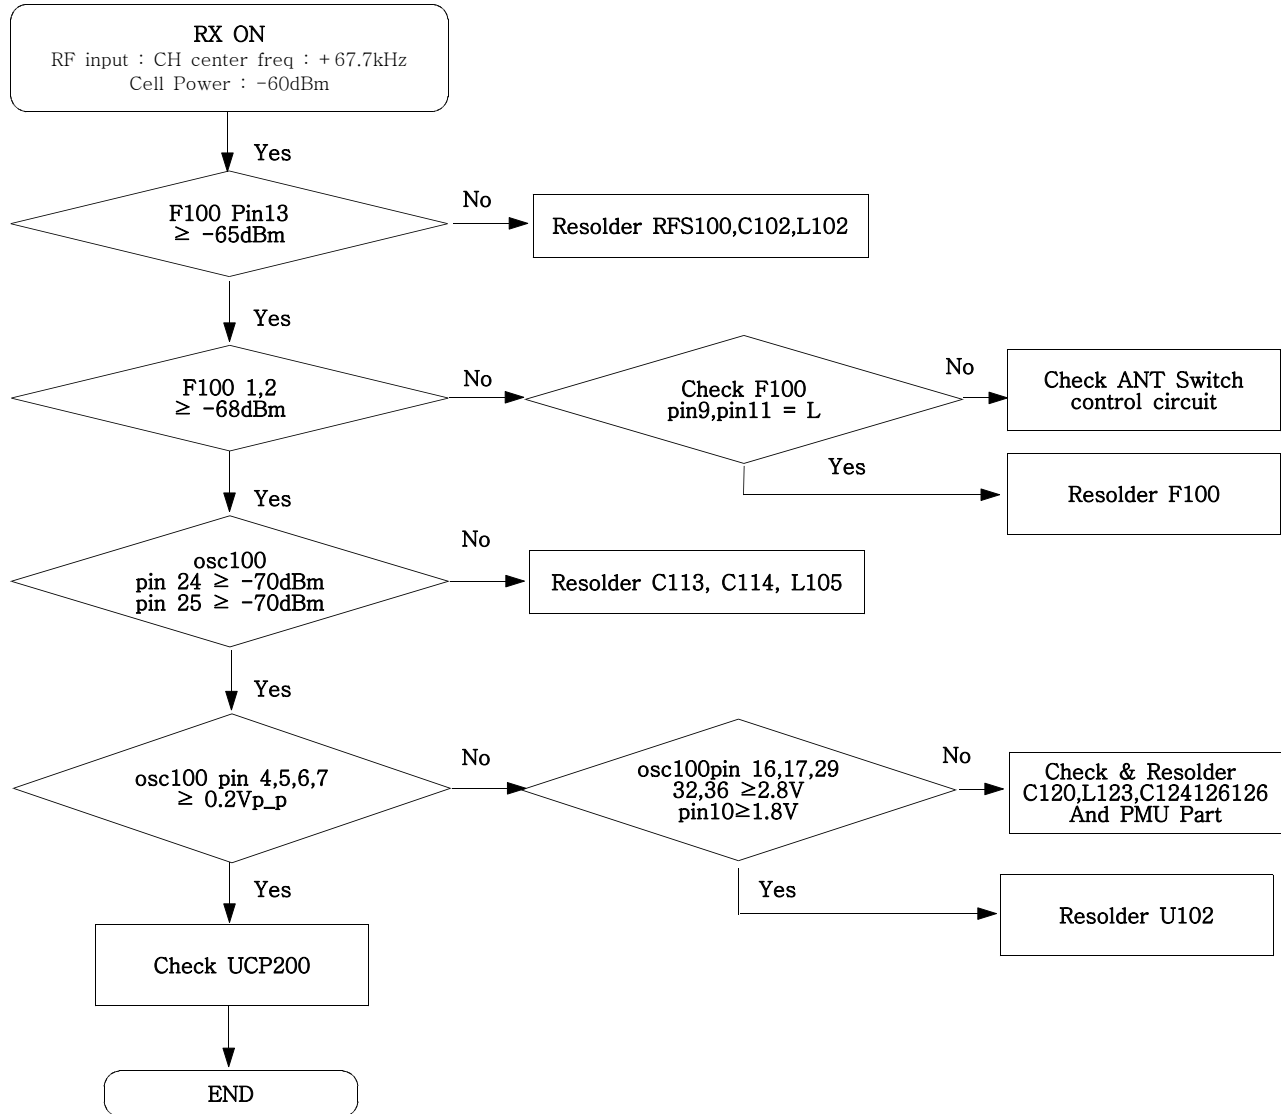 RX ON
RF input : CH center freq : +67.7kHz
Cell Power : -60dBm
Yes
F100 Pin13
≥ -65dBm
No
Resolder RFS100,C102,L102
Yes
F100 1,2
≥ -68dBm
No
Check F100
pin9,pin11 = L
No
Check ANT Switch
control circuit
Yes
Resolder F100
Yes
osc100
pin 24 ≥ -70dBm
pin 25 ≥ -70dBm
No
Resolder C113, C114, L105
Yes
osc100 pin 4,5,6,7
≥ 0.2Vp_p
No
osc100pin 16,17,29
32,36 ≥2.8V
pin10≥1.8V
No
Check & Resolder
C120,L123,C124126126
And PMU Part
Yes
Resolder U102
Yes
Check UCP200
END